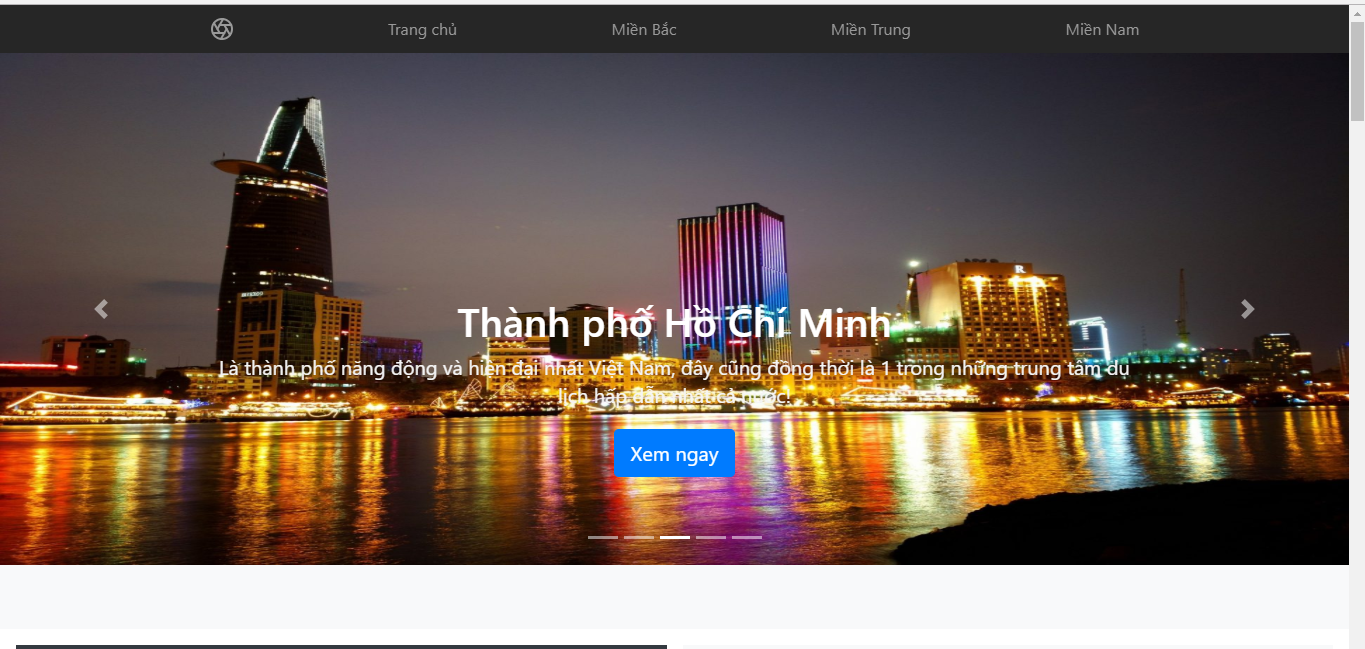 Trang chủ
Miền Bắc
Miền Trung
Miền Nam
R
Thành phố Hồ Chí Minh
Là thành phố năng động và hiện đại nhất Việt Nam, đây cũng đồng thời là 1 trong những trung tâm du
lịch hấp dẫn nhất cả nước!
Xem ngay